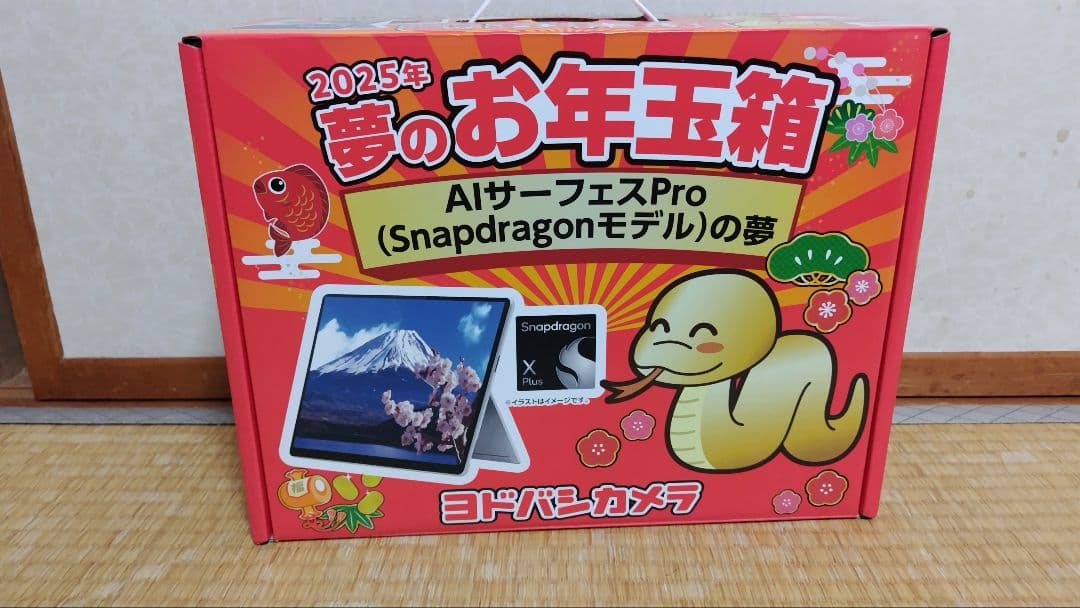 2025年
夢のお年玉箱
AIサーフェスPro
(Snapdragonモデル)の夢
Snapdragon
X
Plus
※イラストはイメージです。
福
ヨドバシカメラ